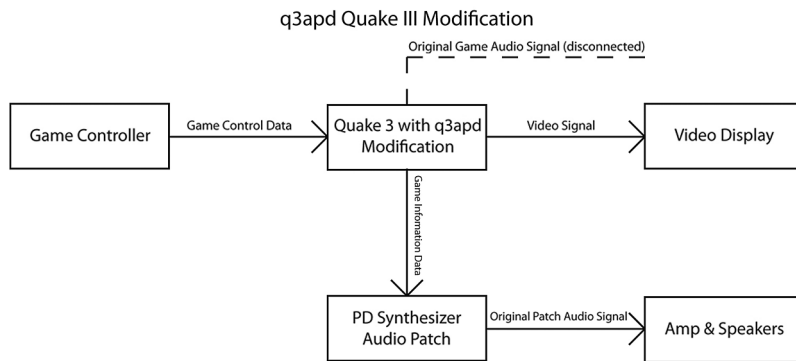 q3apd Quake III Modification
Original Game Audio Signal (disconnected)
Game Controller
Game Control Data
Quake 3 with q3apd
Modification
Video Signal
Video Display
Game Infomation Data
PD Synthesizer
Audio Patch
Original Patch Audio Signal
Amp & Speakers